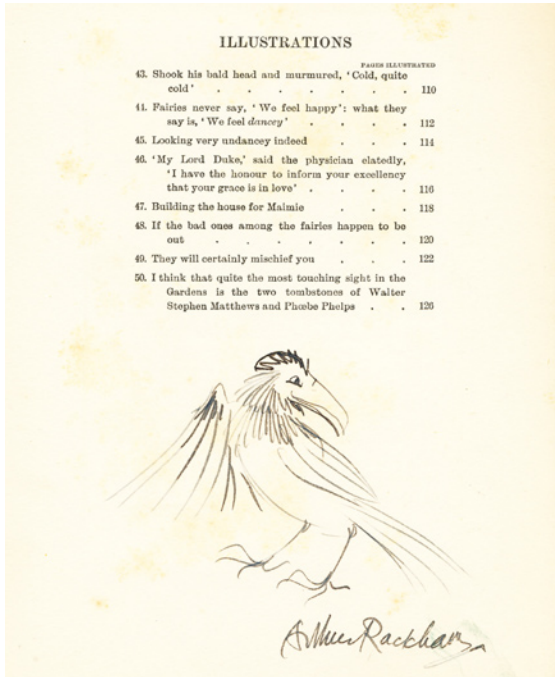 ILLUSTRATIONS
PAGES ILLUSTRATED
43. Shook his bald head and murmured, ‘Cold, quite
cold’ . . . . . . . 110
44. Fairies never say, ‘We feel happy’: what they
say is, ‘We feel dancey’ . . . . 112
45. Looking very undancey indeed . . . 114
46. ‘My Lord Duke,’ said the physician elatedly,
‘I have the honour to inform your excellency
that your grace is in love’ . . . . 116
47. Building the house for Maimie . . . 118
48. If the bad ones among the fairies happen to be
out . . . . . . . 120
49. They will certainly mischief you . . . 122
50. I think that quite the most touching sight in the
Gardens is the two tombstones of Walter
Stephen Matthews and Phœbe Phelps . . 126
Arthur Rackham